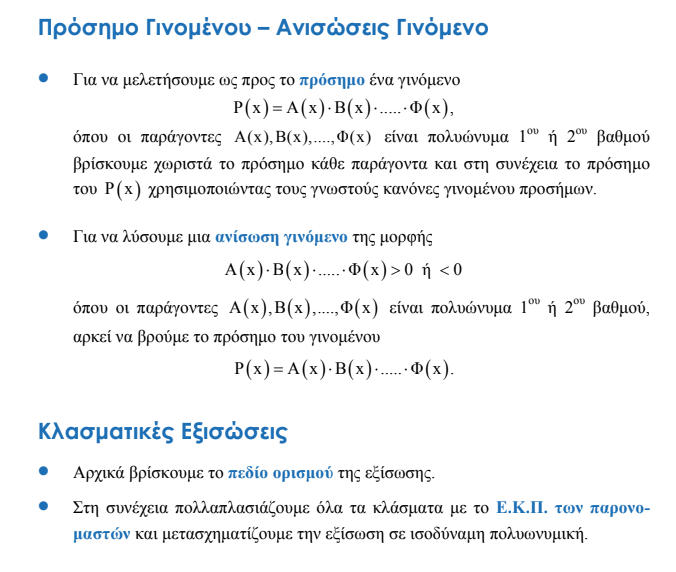 Πρόσημο Γινομένου – Ανισώσεις Γινόμενο
● Για να μελετήσουμε ως προς το πρόσημο ένα γινόμενο
P(x) = A(x)·B(x)·.....·Φ(x),
όπου οι παράγοντες A(x),B(x),....,Φ(x) είναι πολυώνυμα 1ου ή 2ου βαθμού
βρίσκουμε χωριστά το πρόσημο κάθε παράγοντα και στη συνέχεια το πρόσημο
του P(x) χρησιμοποιώντας τους γνωστούς κανόνες γινομένου προσήμων.
● Για να λύσουμε μια ανίσωση γινόμενο της μορφής
A(x)·B(x)·.....·Φ(x) > 0 ή < 0
όπου οι παράγοντες A(x),B(x),....,Φ(x) είναι πολυώνυμα 1ου ή 2ου βαθμού,
αρκεί να βρούμε το πρόσημο του γινομένου
P(x) = A(x)·B(x)·.....·Φ(x).
Κλασματικές Εξισώσεις
● Αρχικά βρίσκουμε το πεδίο ορισμού της εξίσωσης.
● Στη συνέχεια πολλαπλασιάζουμε όλα τα κλάσματα με το Ε.Κ.Π. των παρονο-
μαστών και μετασχηματίζουμε την εξίσωση σε ισοδύναμη πολυωνυμική.